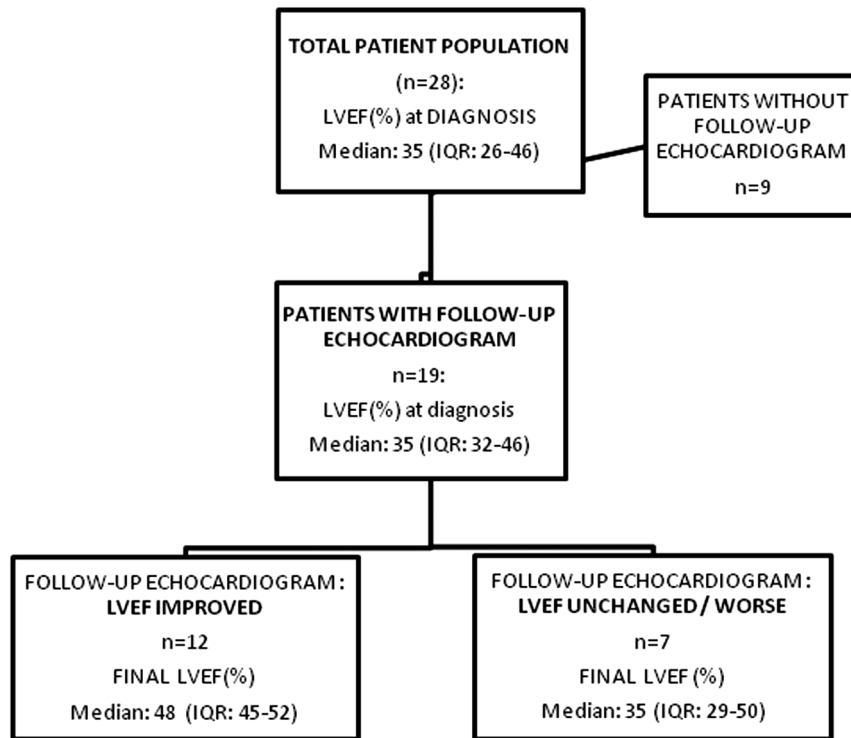 TOTAL PATIENT POPULATION
(n=28):
LVEF(%) at DIAGNOSIS
Median: 35 (IQR: 26-46)
PATIENTS WITHOUT
FOLLOW-UP
ECHOCARDIOGRAM
n=9
PATIENTS WITH FOLLOW-UP
ECHOCARDIOGRAM
n=19:
LVEF(%) at diagnosis
Median: 35 (IQR: 32-46)
FOLLOW-UP ECHOCARDIOGRAM :
LVEF IMPROVED
n=12
FINAL LVEF(%)
Median: 48 (IQR: 45-52)
FOLLOW-UP ECHOCARDIOGRAM :
LVEF UNCHANGED / WORSE
n=7
FINAL LVEF (%)
Median: 35 (IQR: 29-50)